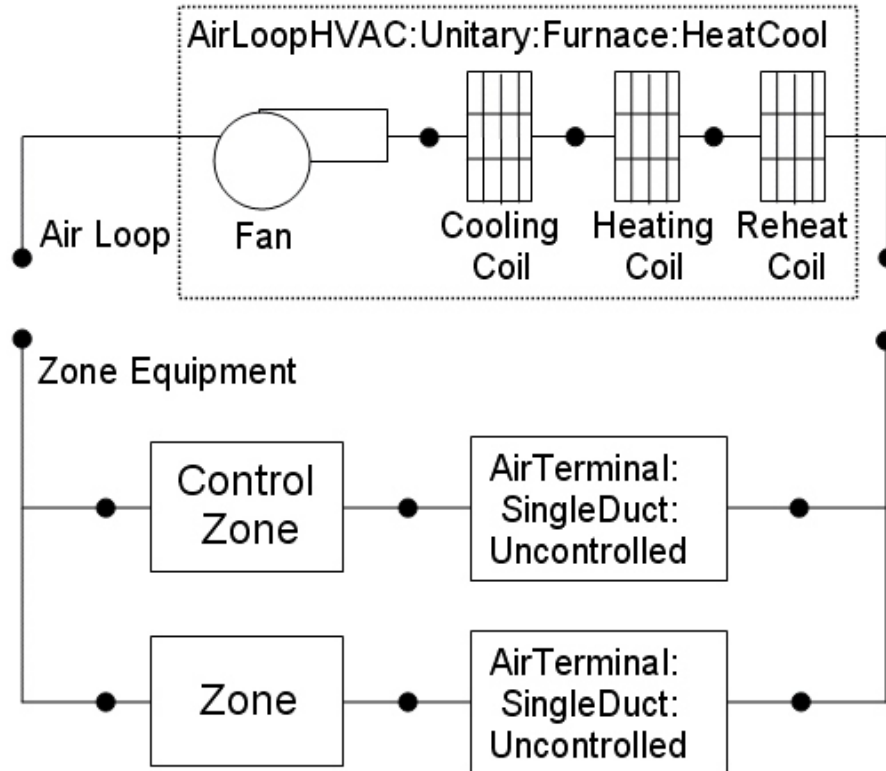 AirLoopHVAC:Unitary:Furnace:HeatCool
Air Loop
Fan
Cooling
Coil
Heating
Coil
Reheat
Coil
Zone Equipment
Control
Zone
AirTerminal:
SingleDuct:
Uncontrolled
Zone
AirTerminal:
SingleDuct:
Uncontrolled